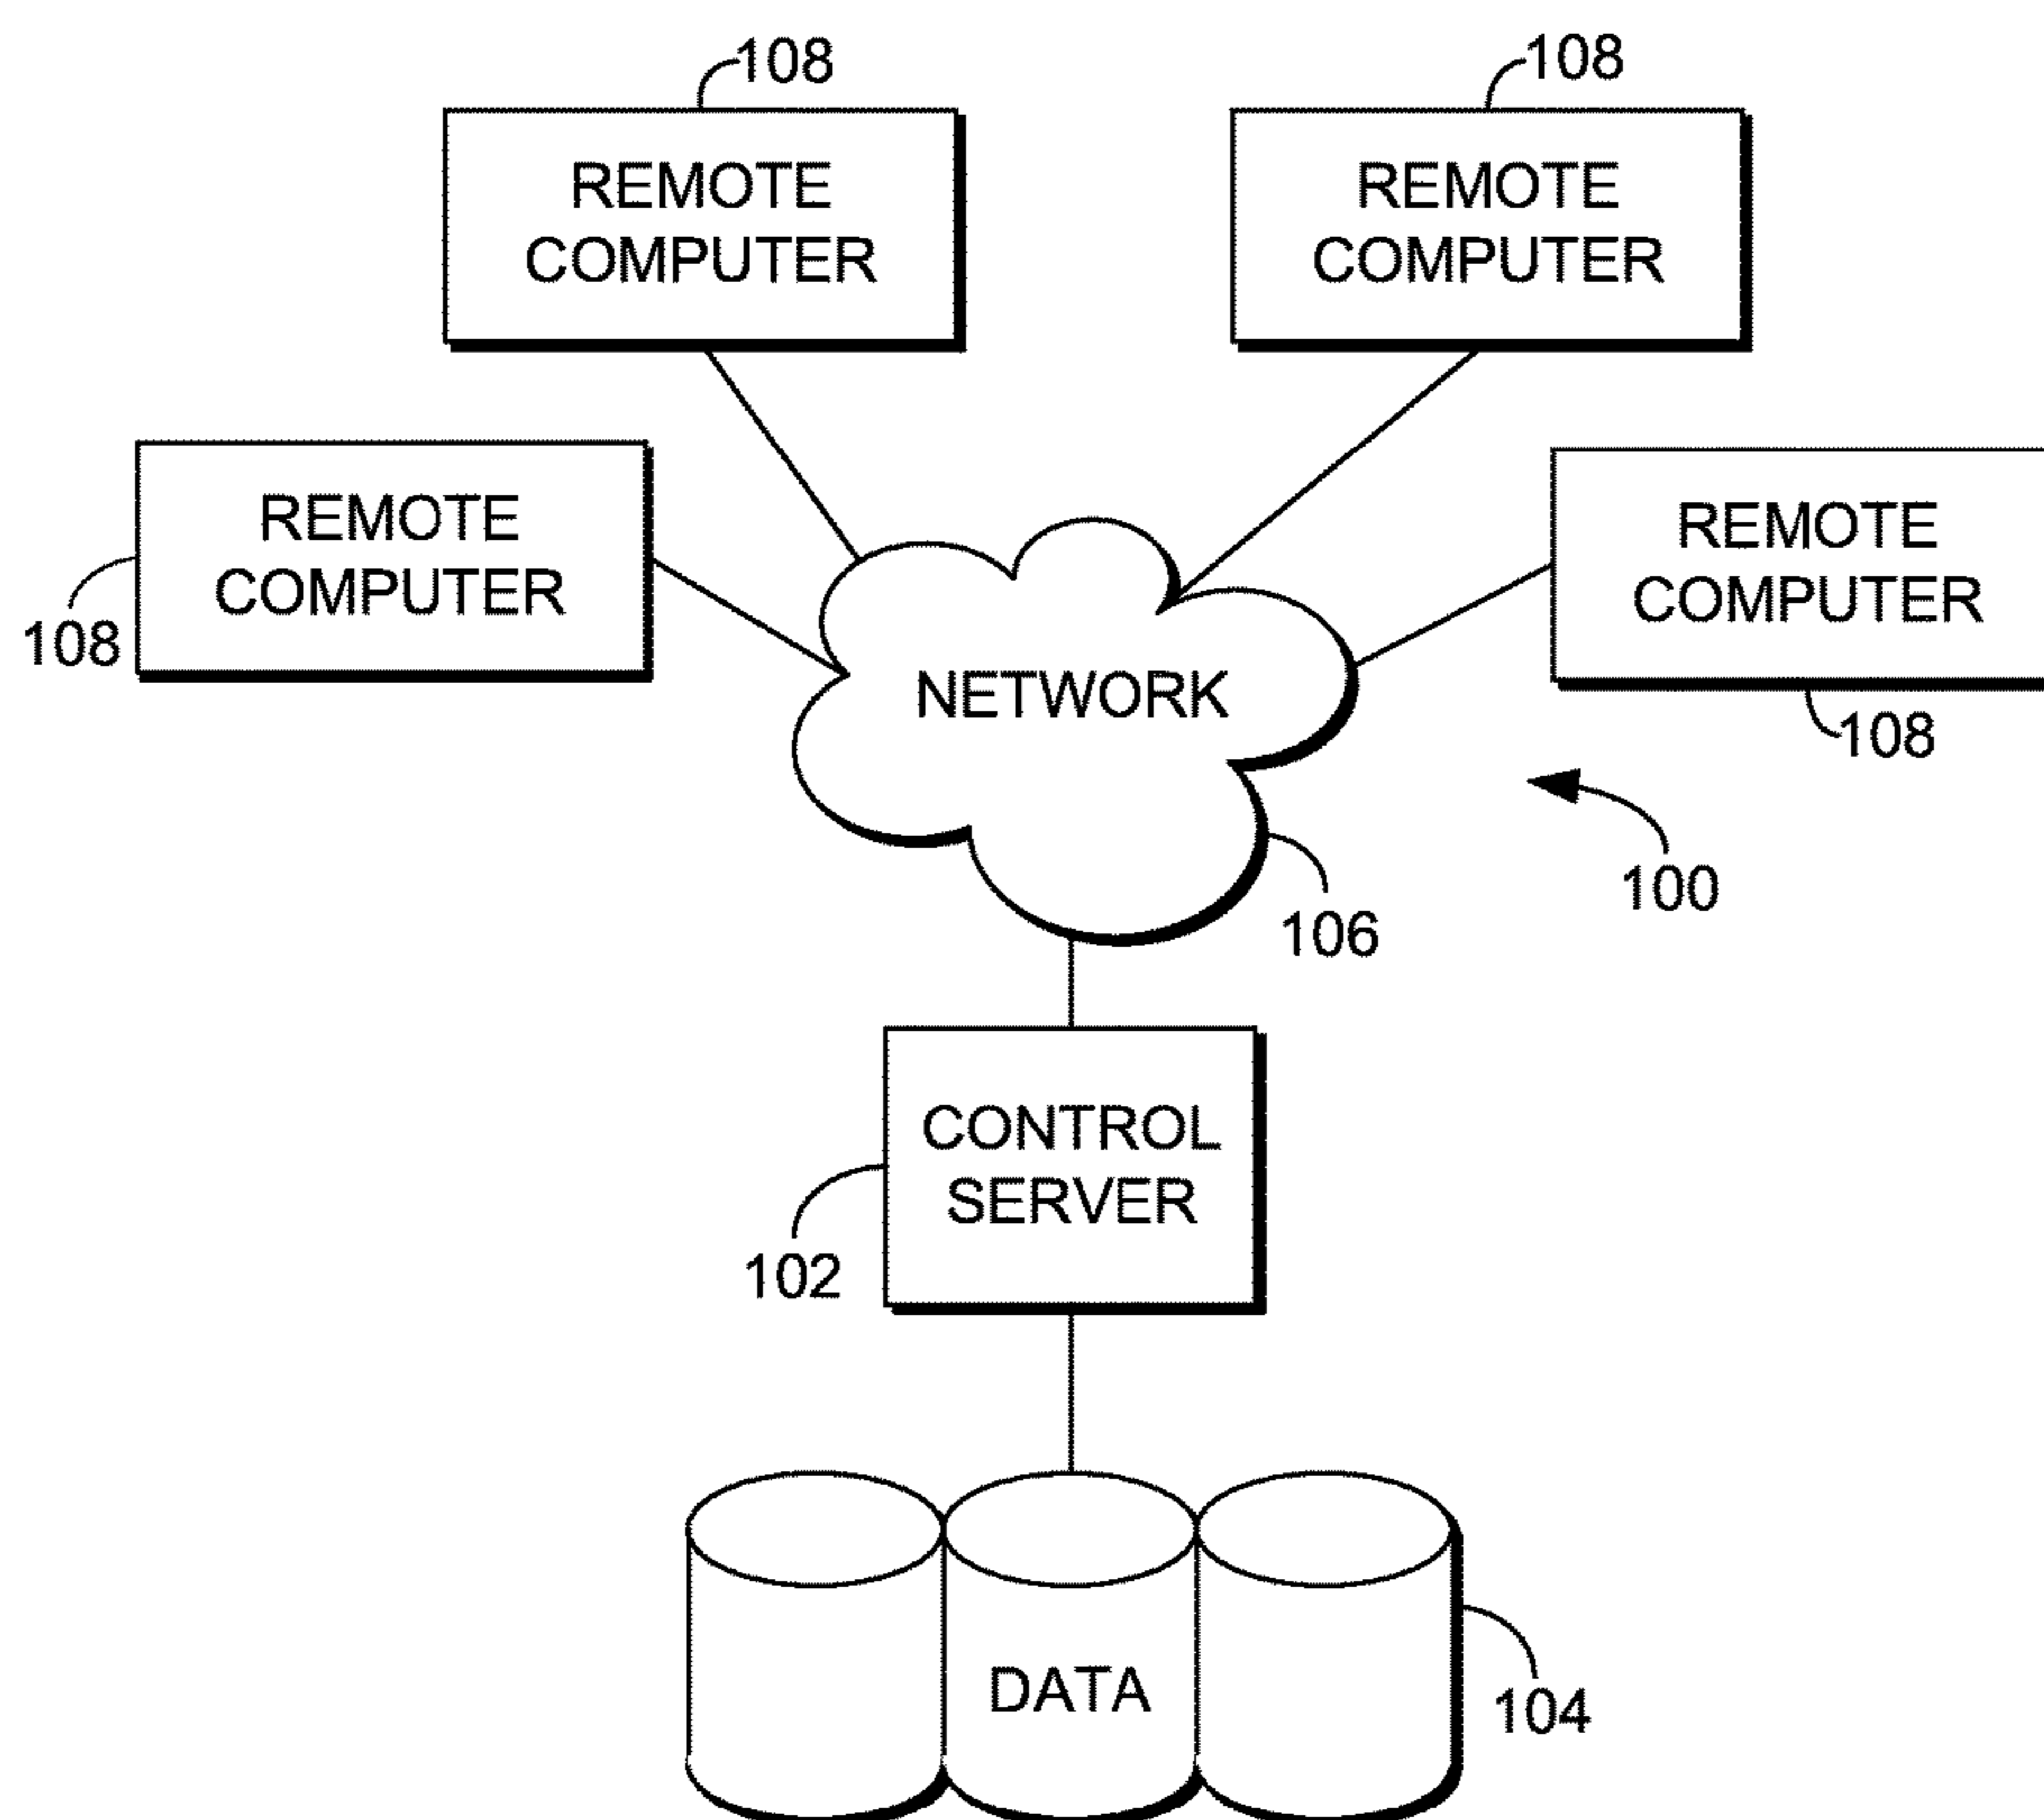 108
108
REMOTE
COMPUTER
REMOTE
COMPUTER
REMOTE
COMPUTER
REMOTE
COMPUTER
108
NETWORK
108
100
106
CONTROL
SERVER
102
DATA
104